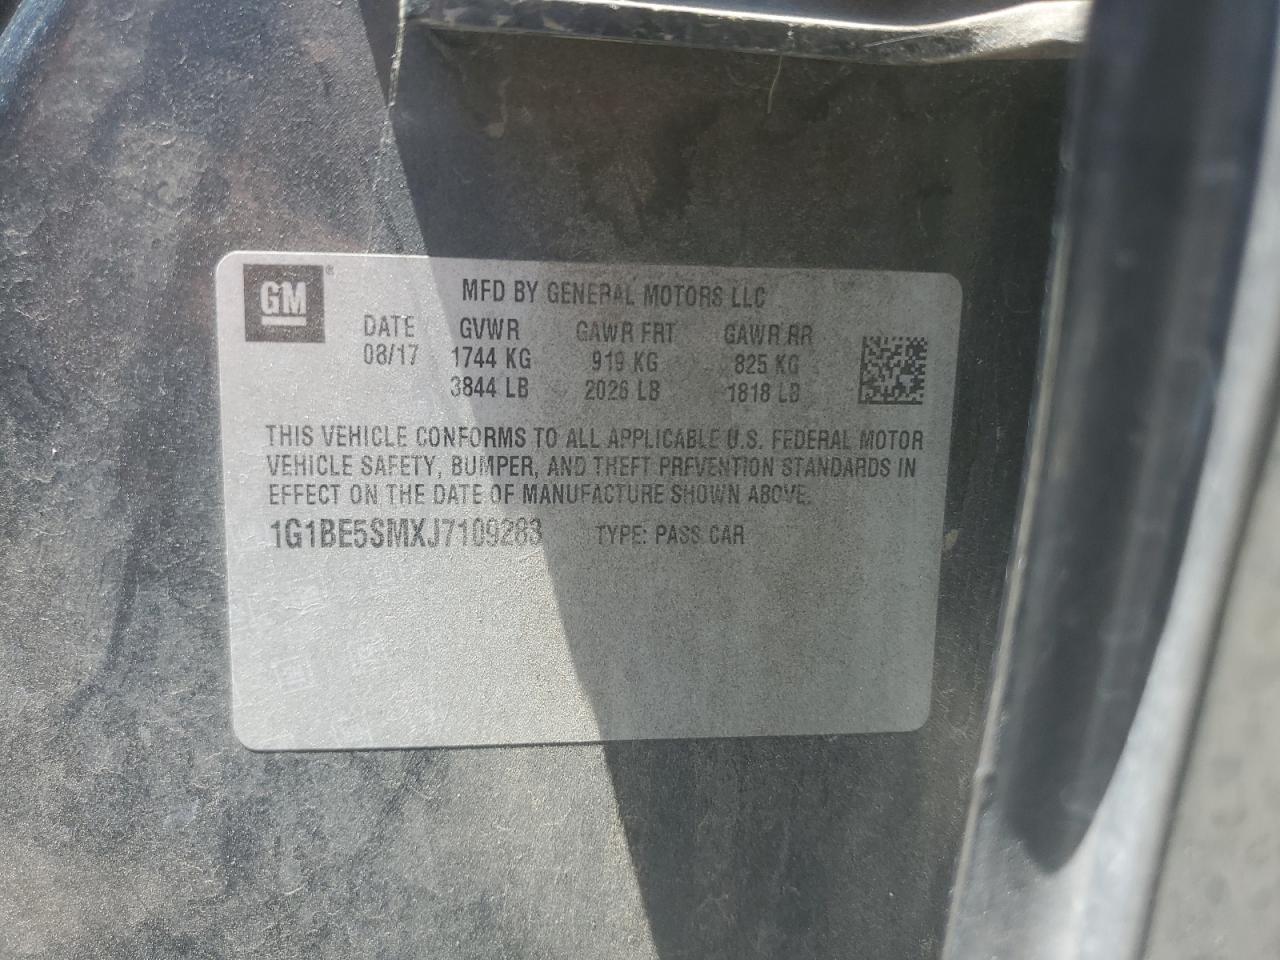 GM®
MFD BY GENERAL MOTORS LLC
DATE GVWR GAWR FRT GAWR RR
08/17 1744 KG 919 KG 825 KG
3844 LB 2026 LB 1818 LB
THIS VEHICLE CONFORMS TO ALL APPLICABLE U.S. FEDERAL MOTOR
VEHICLE SAFETY, BUMPER, AND THEFT PREVENTION STANDARDS IN
EFFECT ON THE DATE OF MANUFACTURE SHOWN ABOVE.
1G1BE5SMXJ7109283 TYPE: PASS CAR